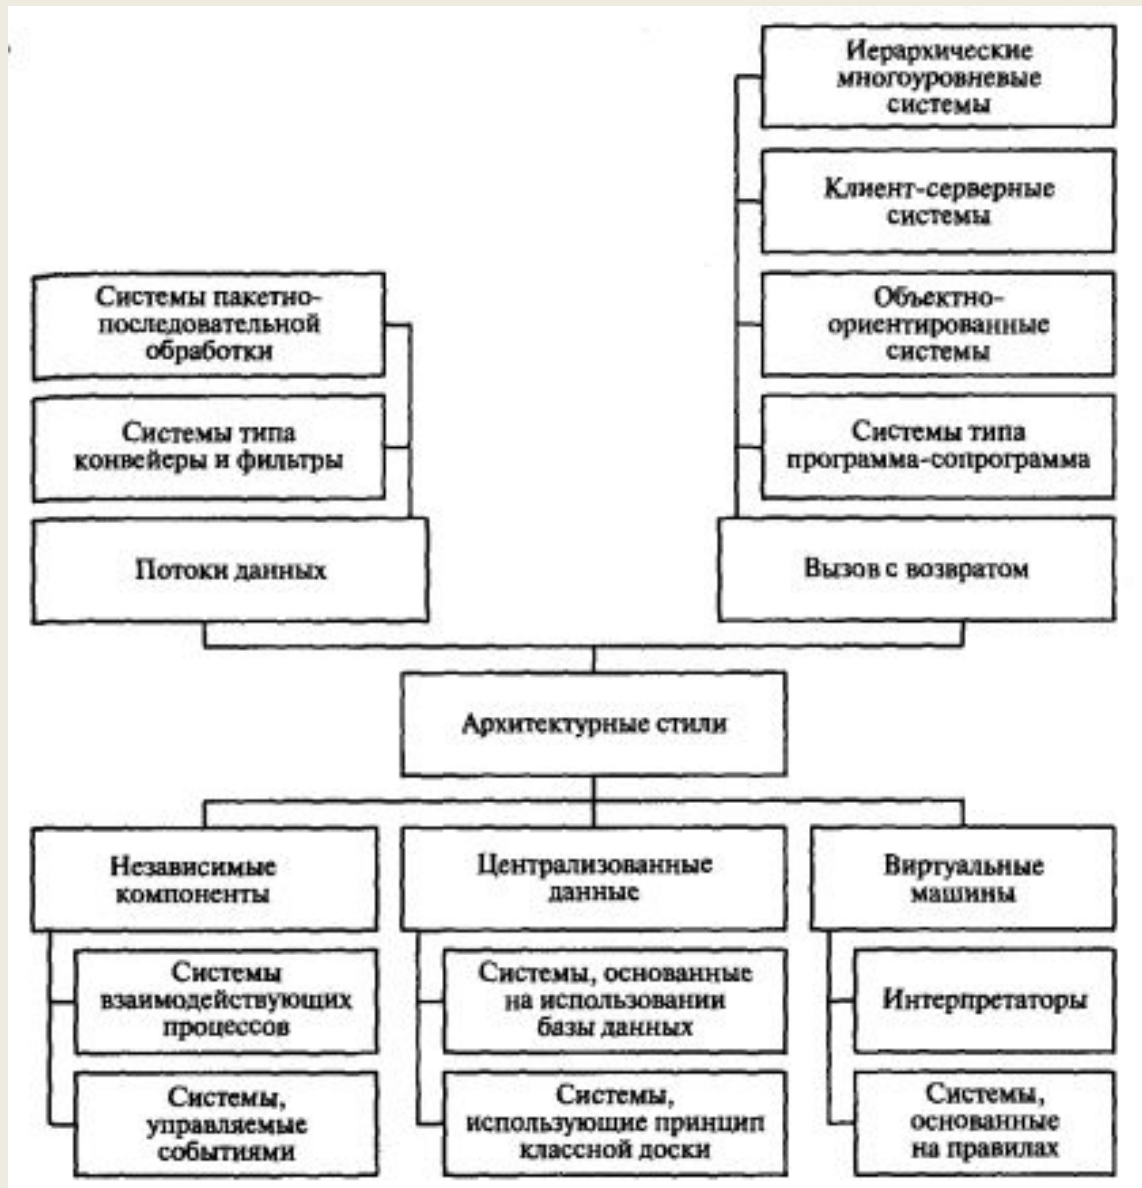 Иерархические
многоуровневые
системы
Клиент-серверные
системы
Системы пакетно-
последовательной
обработки
Объектно-
ориентированные
системы
Системы типа
конвейеры и фильтры
Системы типа
программа-сопрограмма
Потоки данных
Вызов с возвратом
Архитектурные стили
Независимые
компоненты
Централизованные
данные
Виртуальные
машины
Системы
взаимодействующих
процессов
Системы, основанные
на использовании
базы данных
Интерпретаторы
Системы,
управляемые
событиями
Системы,
использующие принцип
классной доски
Системы,
основанные
на правилах